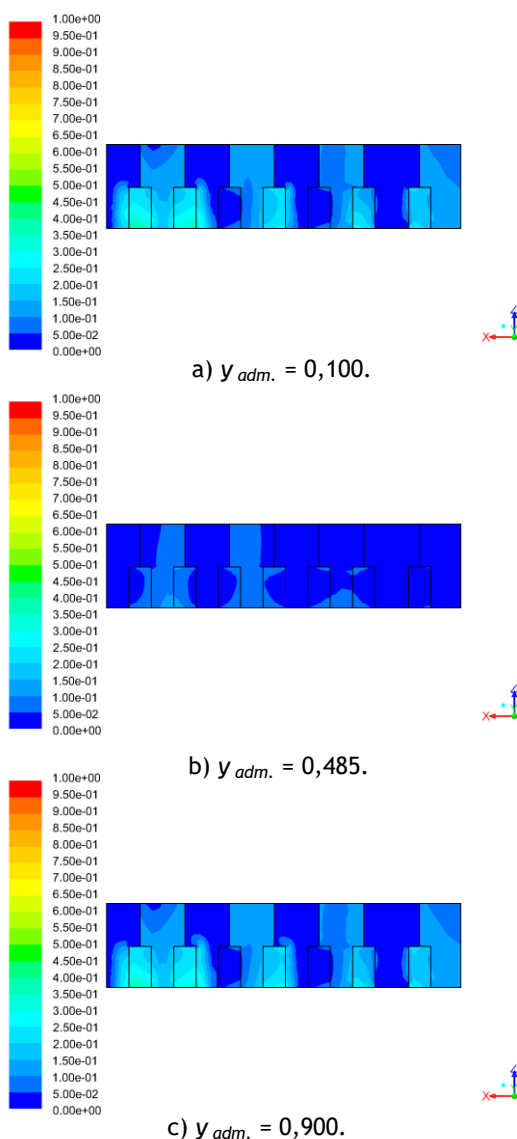 1.00e+00
9.50e-01
9.00e-01
8.50e-01
8.00e-01
7.50e-01
7.00e-01
6.50e-01
6.00e-01
5.50e-01
5.00e-01
4.50e-01
4.00e-01
3.50e-01
3.00e-01
2.50e-01
2.00e-01
1.50e-01
1.00e-01
5.00e-02
0.00e+00
Z
X Y
a) y adm. = 0,100.
1.00e+00
9.50e-01
9.00e-01
8.50e-01
8.00e-01
7.50e-01
7.00e-01
6.50e-01
6.00e-01
5.50e-01
5.00e-01
4.50e-01
4.00e-01
3.50e-01
3.00e-01
2.50e-01
2.00e-01
1.50e-01
1.00e-01
5.00e-02
0.00e+00
Z
X Y
b) y adm. = 0,485.
1.00e+00
9.50e-01
9.00e-01
8.50e-01
8.00e-01
7.50e-01
7.00e-01
6.50e-01
6.00e-01
5.50e-01
5.00e-01
4.50e-01
4.00e-01
3.50e-01
3.00e-01
2.50e-01
2.00e-01
1.50e-01
1.00e-01
5.00e-02
0.00e+00
Z
X Y
c) y adm. = 0,900.